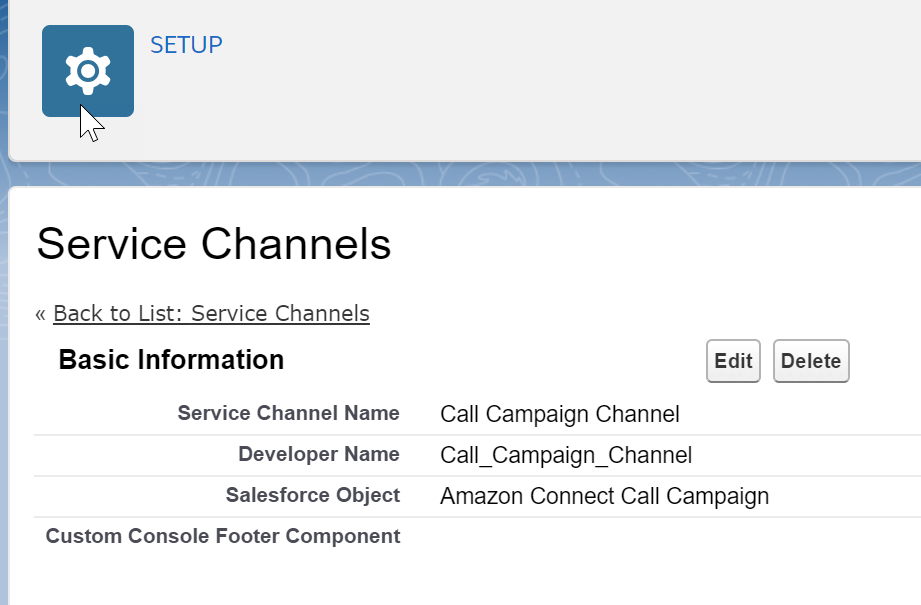 SETUP
Service Channels
« Back to List: Service Channels
Basic Information Edit Delete
Service Channel Name Call Campaign Channel
Developer Name Call_Campaign_Channel
Salesforce Object Amazon Connect Call Campaign
Custom Console Footer Component